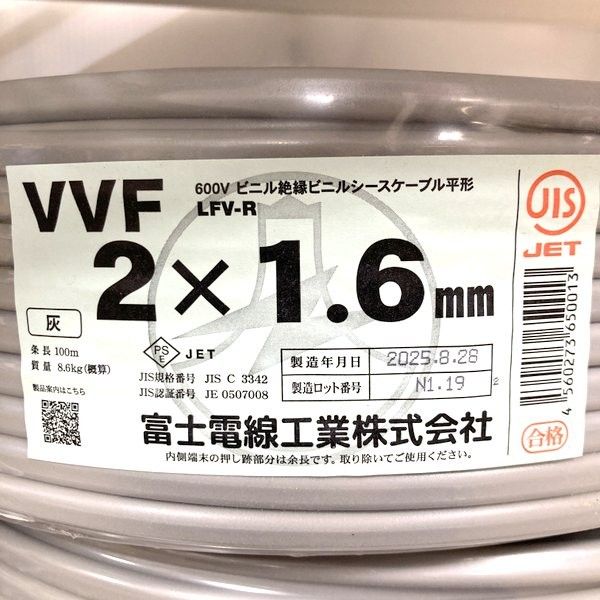 VVF
600V ビニル絶縁ビニルシースケーブル平形
LFV-R
2×1.6mm
JIS
JET
灰
条長 100m
質量 8.6kg(概算)
製品案内はこちら
PS
E
JET
JIS規格番号 JIS C 3342
JIS認証番号 JE 0507008
製造年月日 2025.8.28
製造ロット番号 N1.19 2
富士電線工業株式会社
内側端末の押し跡部分は余長です。取り除いてご使用ください。
4 560273 650013
合格